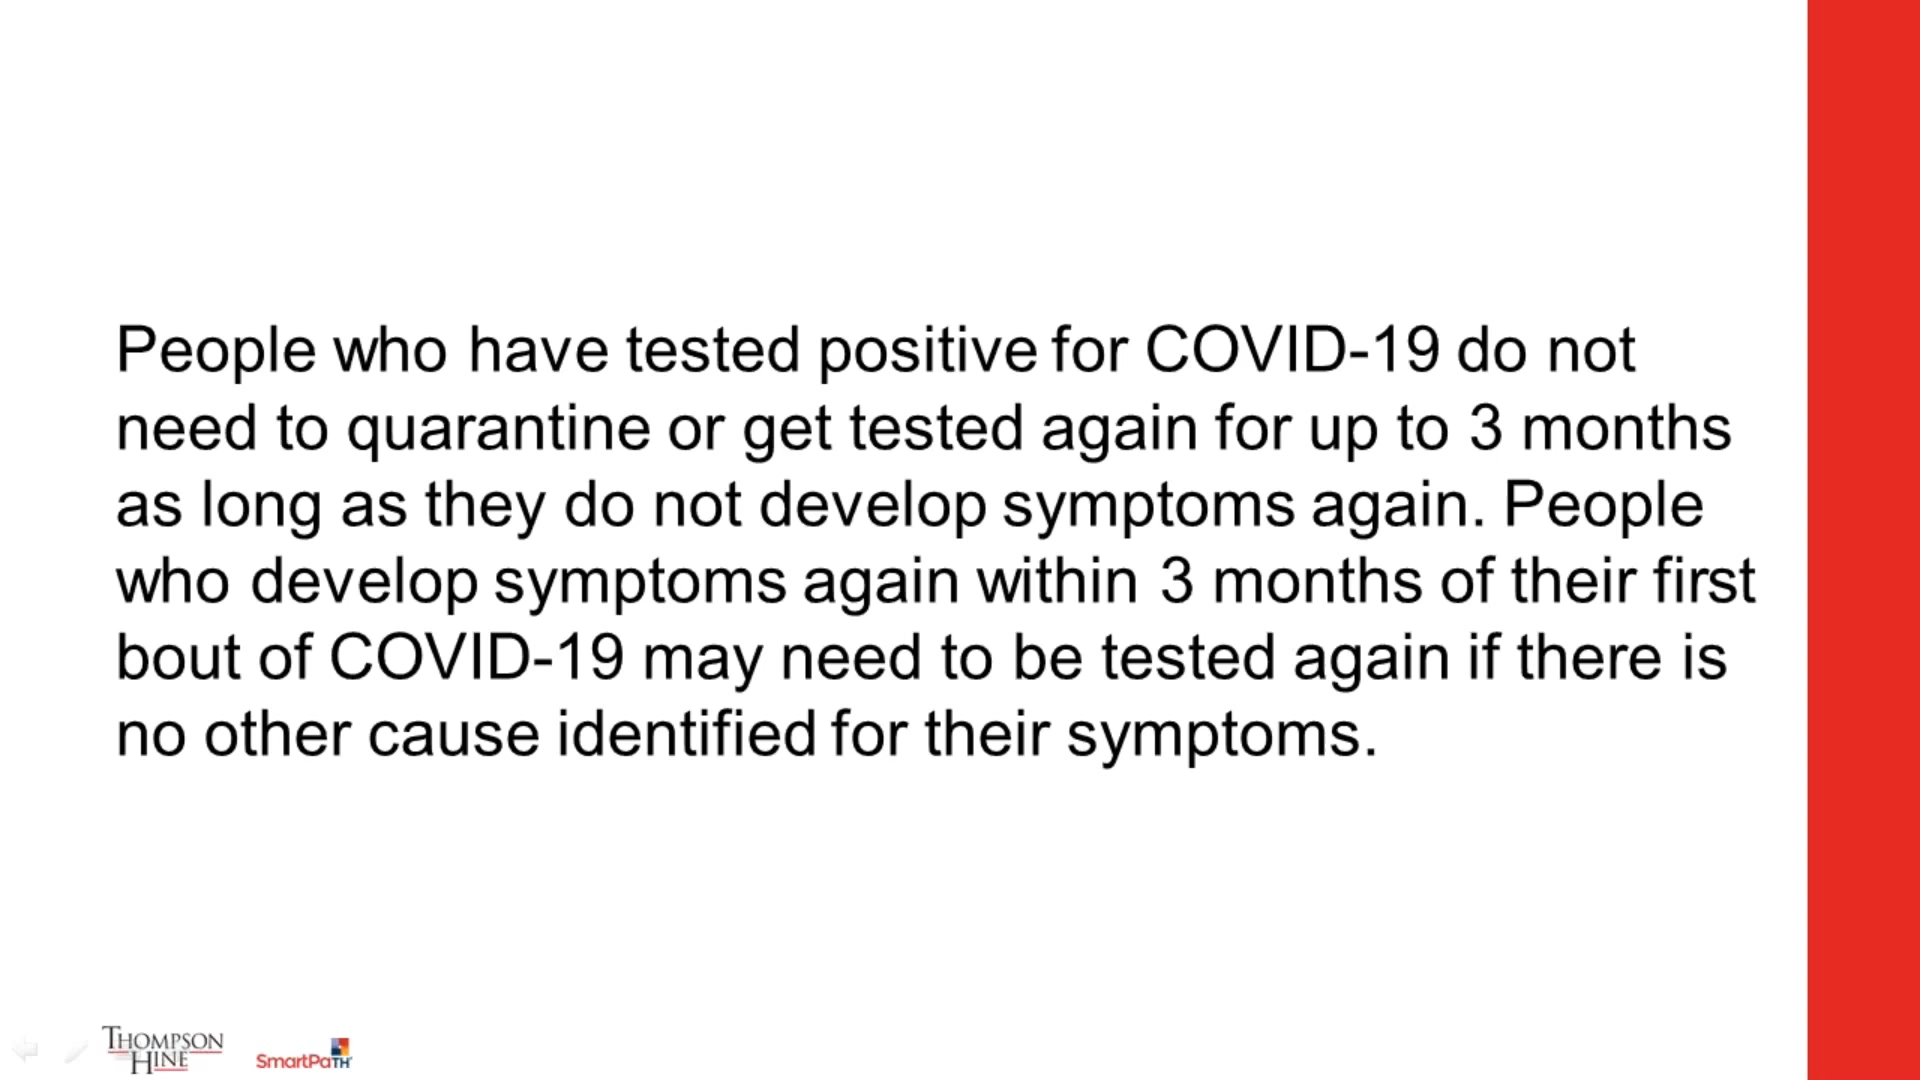 People who have tested positive for COVID-19 do not
need to quarantine or get tested again for up to 3 months
as long as they do not develop symptoms again. People
who develop symptoms again within 3 months of their first
bout of COVID-19 may need to be tested again if there is
no other cause identified for their symptoms.
THOMPSON
HINE
SmartPaTH